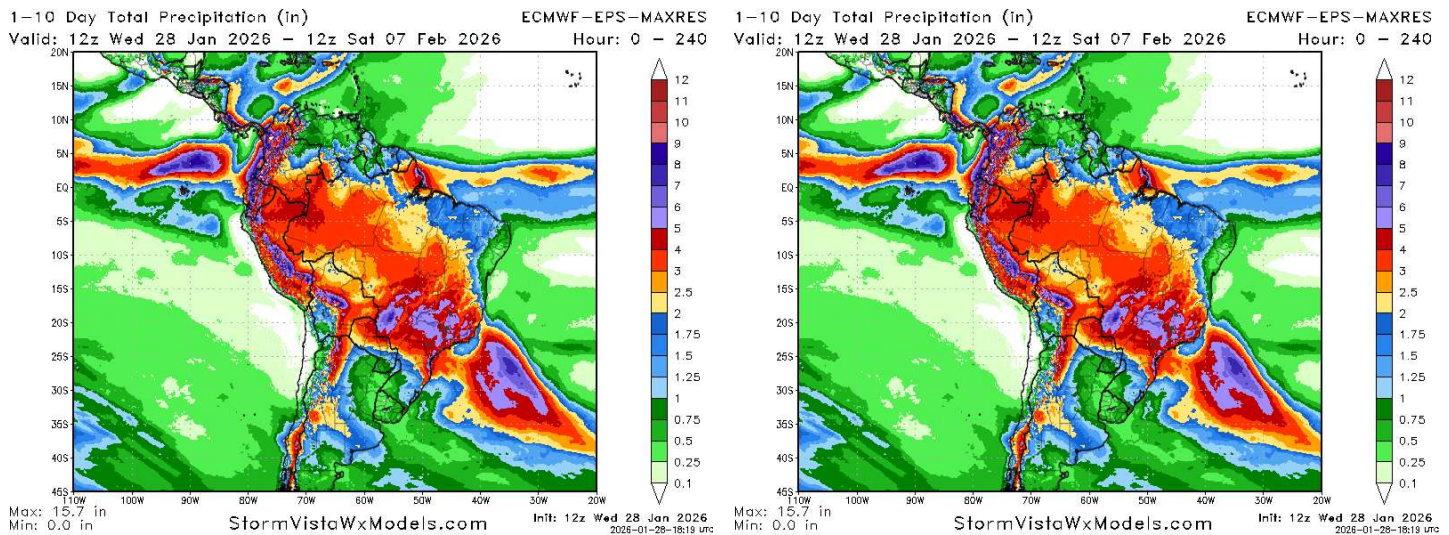 1-10 Day Total Precipitation (in) ECMWF-EPS-MAXRES
Valid: 12z Wed 28 Jan 2026 - 12z Sat 07 Feb 2026 Hour: 0 - 240
20N
15N
10N
5N
EQ
5S
10S
15S
20S
25S
30S
35S
40S
45S
110W 100W 90W 80W 70W 60W 50W 40W 30W 20W
12
11
10
9
8
7
6
5
4
3
2.5
2
1.75
1.5
1.25
1
0.75
0.5
0.25
0.1
Max: 15.7 in
Min: 0.0 in
StormVistaWxModels.com
Init: 12z Wed 28 Jan 2026
2026-01-28-18:19 UTC
1-10 Day Total Precipitation (in) ECMWF-EPS-MAXRES
Valid: 12z Wed 28 Jan 2026 - 12z Sat 07 Feb 2026 Hour: 0 - 240
20N
15N
10N
5N
EQ
5S
10S
15S
20S
25S
30S
35S
40S
45S
110W 100W 90W 80W 70W 60W 50W 40W 30W 20W
12
11
10
9
8
7
6
5
4
3
2.5
2
1.75
1.5
1.25
1
0.75
0.5
0.25
0.1
Max: 15.7 in
Min: 0.0 in
StormVistaWxModels.com
Init: 12z Wed 28 Jan 2026
2026-01-28-18:19 UTC